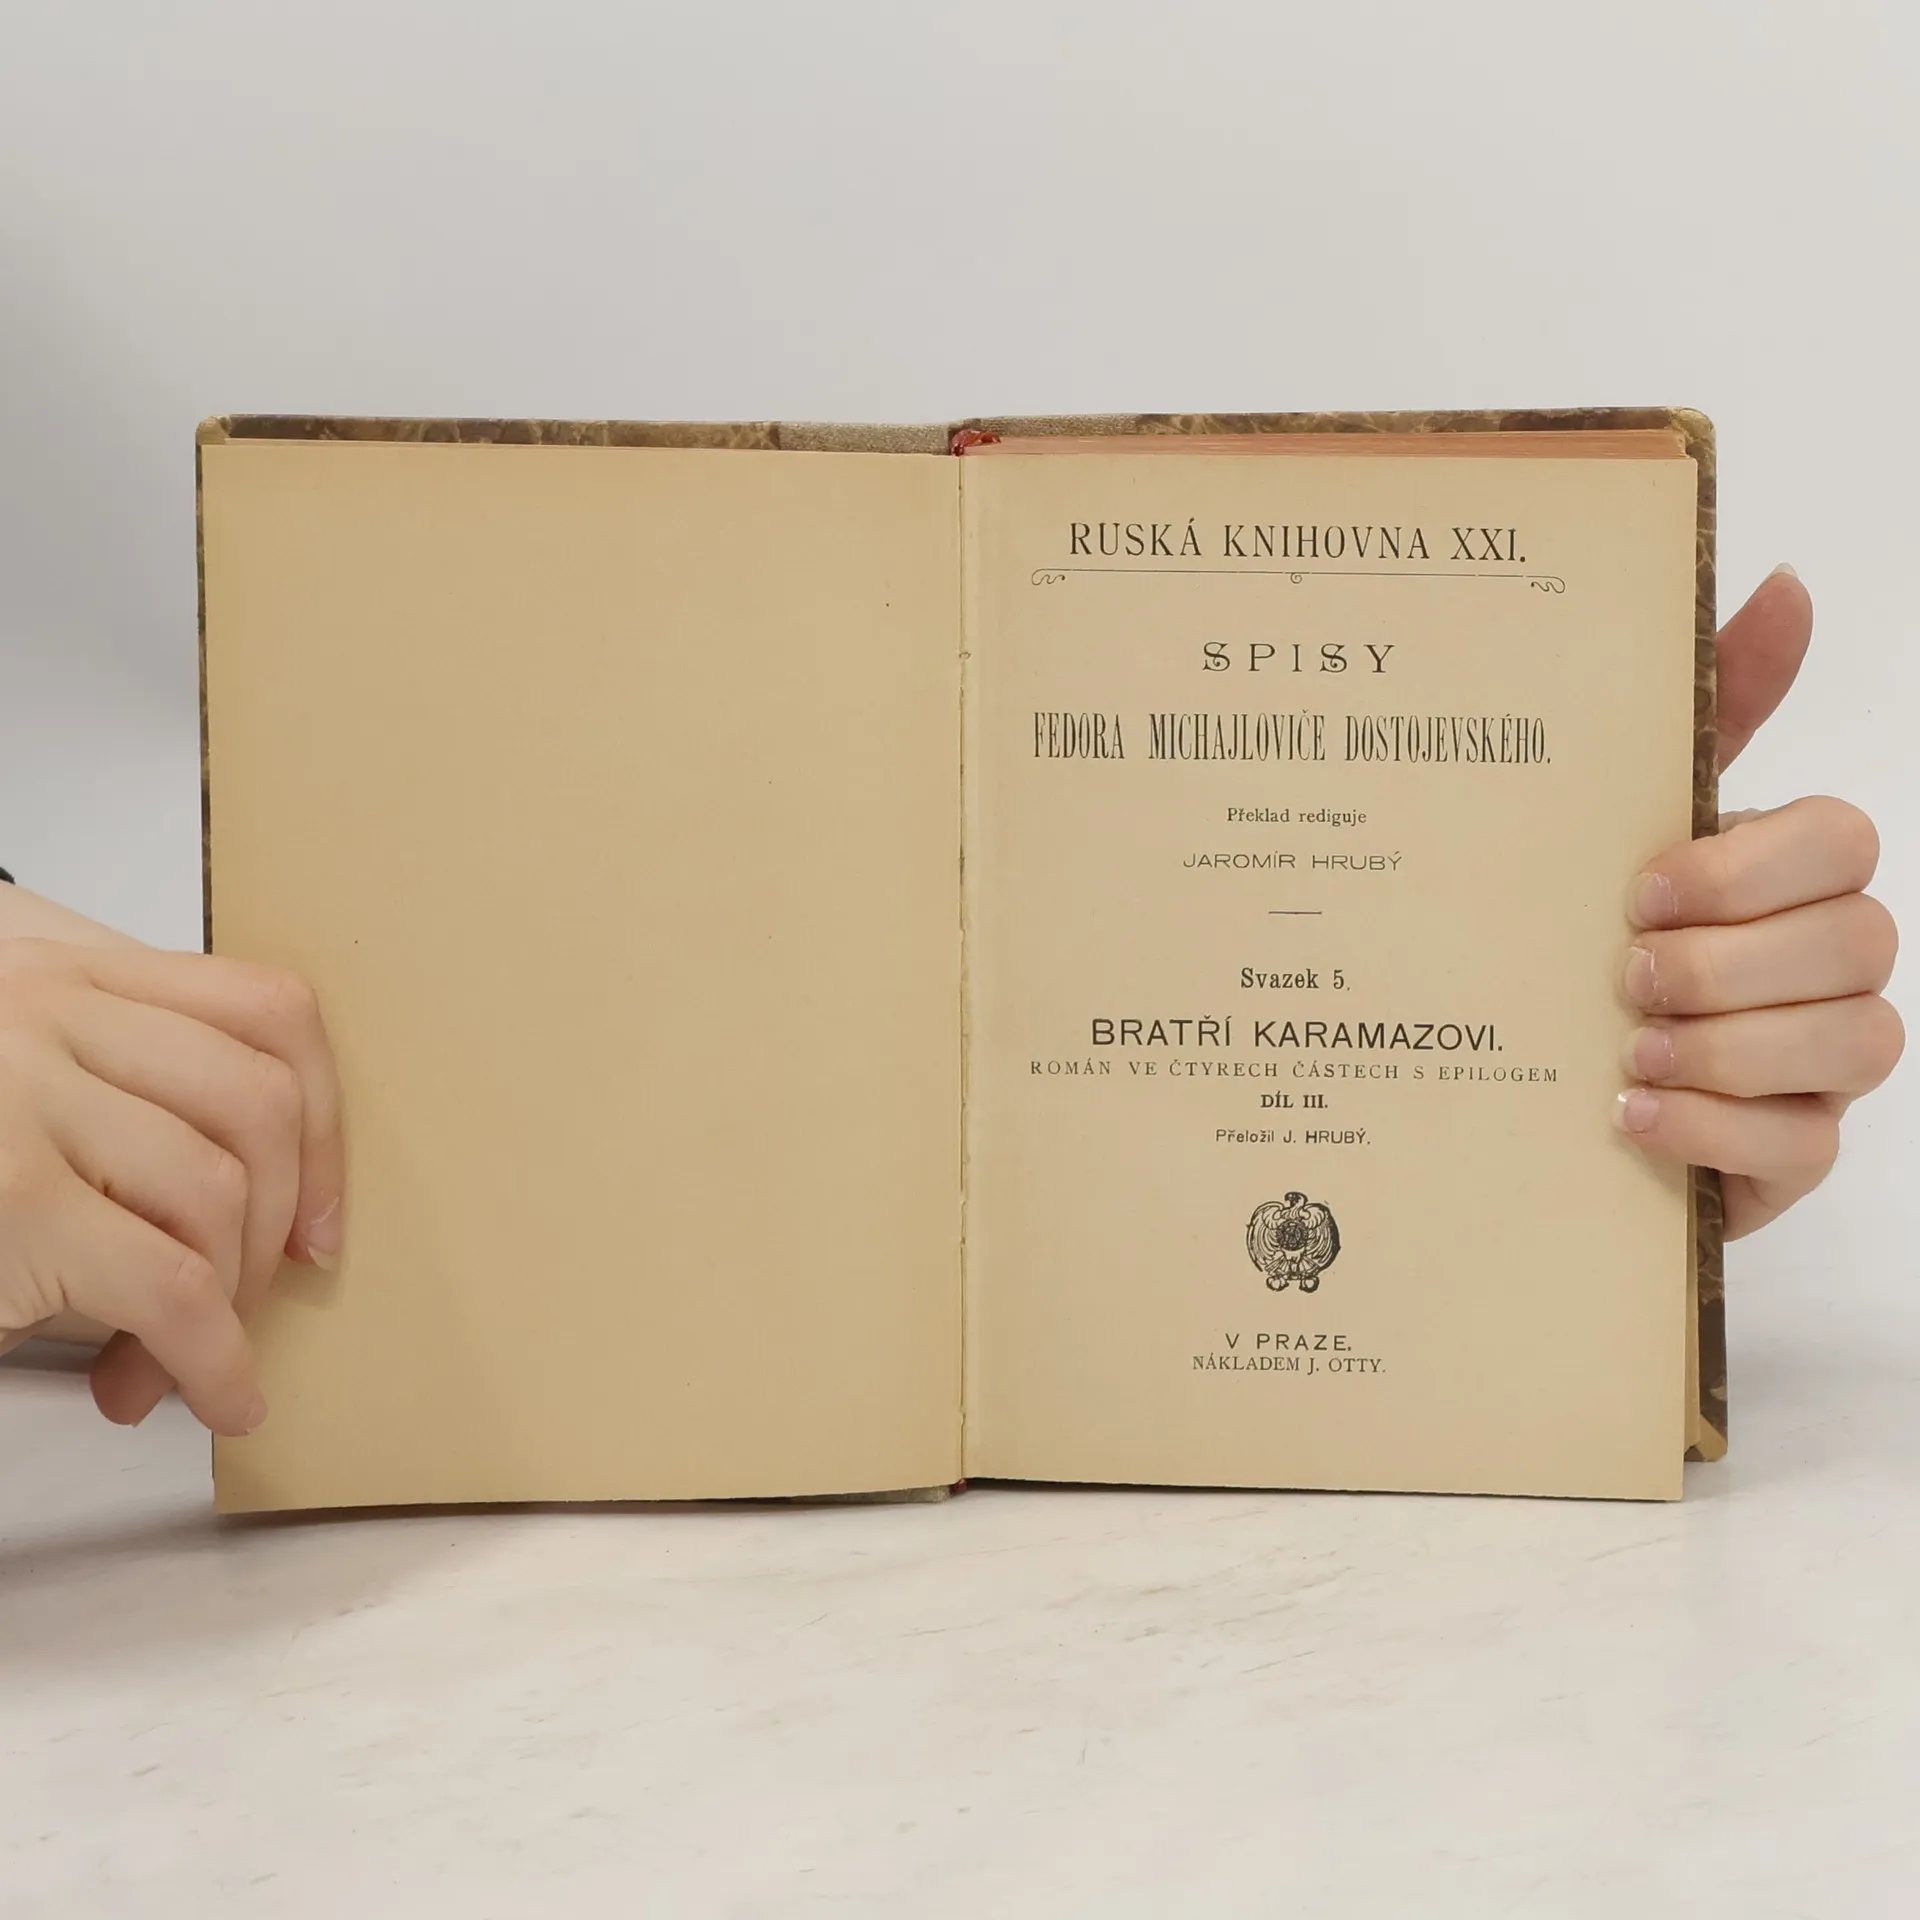 RUSKÁ KNIHOVNA XXI.
SPISY
FEDORA MICHAJLOVIČE DOSTOJEVSKÉHO.
Překlad rediguje
JAROMÍR HRUBÝ
Svazek 5.
BRATŘÍ KARAMAZOVI.
ROMÁN VE ČTYRECH ČÁSTECH S EPILOGEM
DÍL III.
Přeložil J. HRUBÝ.
V PRAZE.
NÁKLADEM J. OTTY.